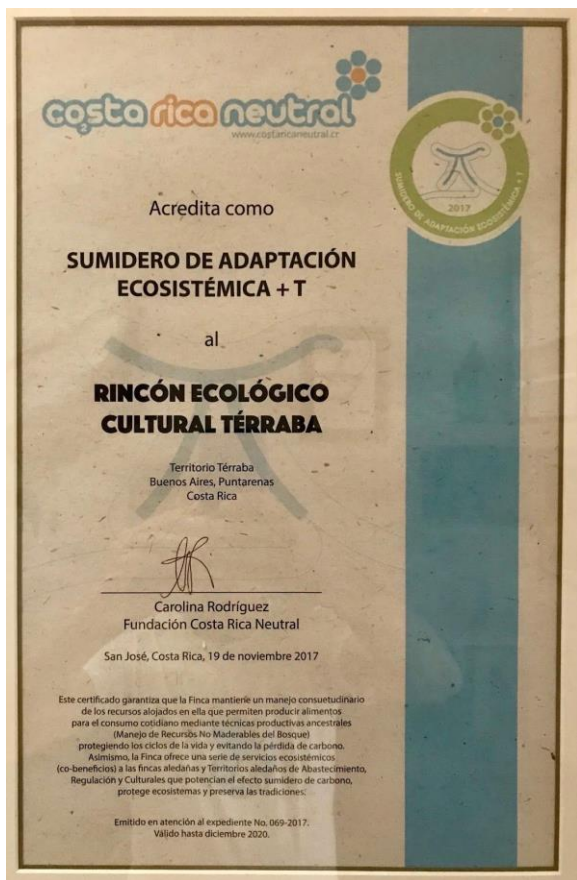 costa rica neutral
2
www.costaricaneutral.cr
SUMIDERO DE ADAPTACIÓN ECOSISTÉMICA + T
2017
Acredita como
SUMIDERO DE ADAPTACIÓN
ECOSISTÉMICA + T
al
RINCÓN ECOLÓGICO
CULTURAL TÉRRABA
Territorio Térraba
Buenos Aires, Puntarenas
Costa Rica
Carolina Rodríguez
Fundación Costa Rica Neutral
San José, Costa Rica, 19 de noviembre 2017
Este certificado garantiza que la Finca mantiene un manejo consuetudinario
de los recursos alojados en ella que permiten producir alimentos
para el consumo cotidiano mediante técnicas productivas ancestrales
(Manejo de Recursos No Maderables del Bosque)
protegiendo los ciclos de la vida y evitando la pérdida de carbono.
Asimismo, la Finca ofrece una serie de servicios ecosistémicos
(co-beneficios) a las fincas aledañas y Territorios aledaños de Abastecimiento,
Regulación y Culturales que potencian el efecto sumidero de carbono,
protege ecosistemas y preserva las tradiciones.
Emitido en atención al expediente No. 069-2017.
Válido hasta diciembre 2020.